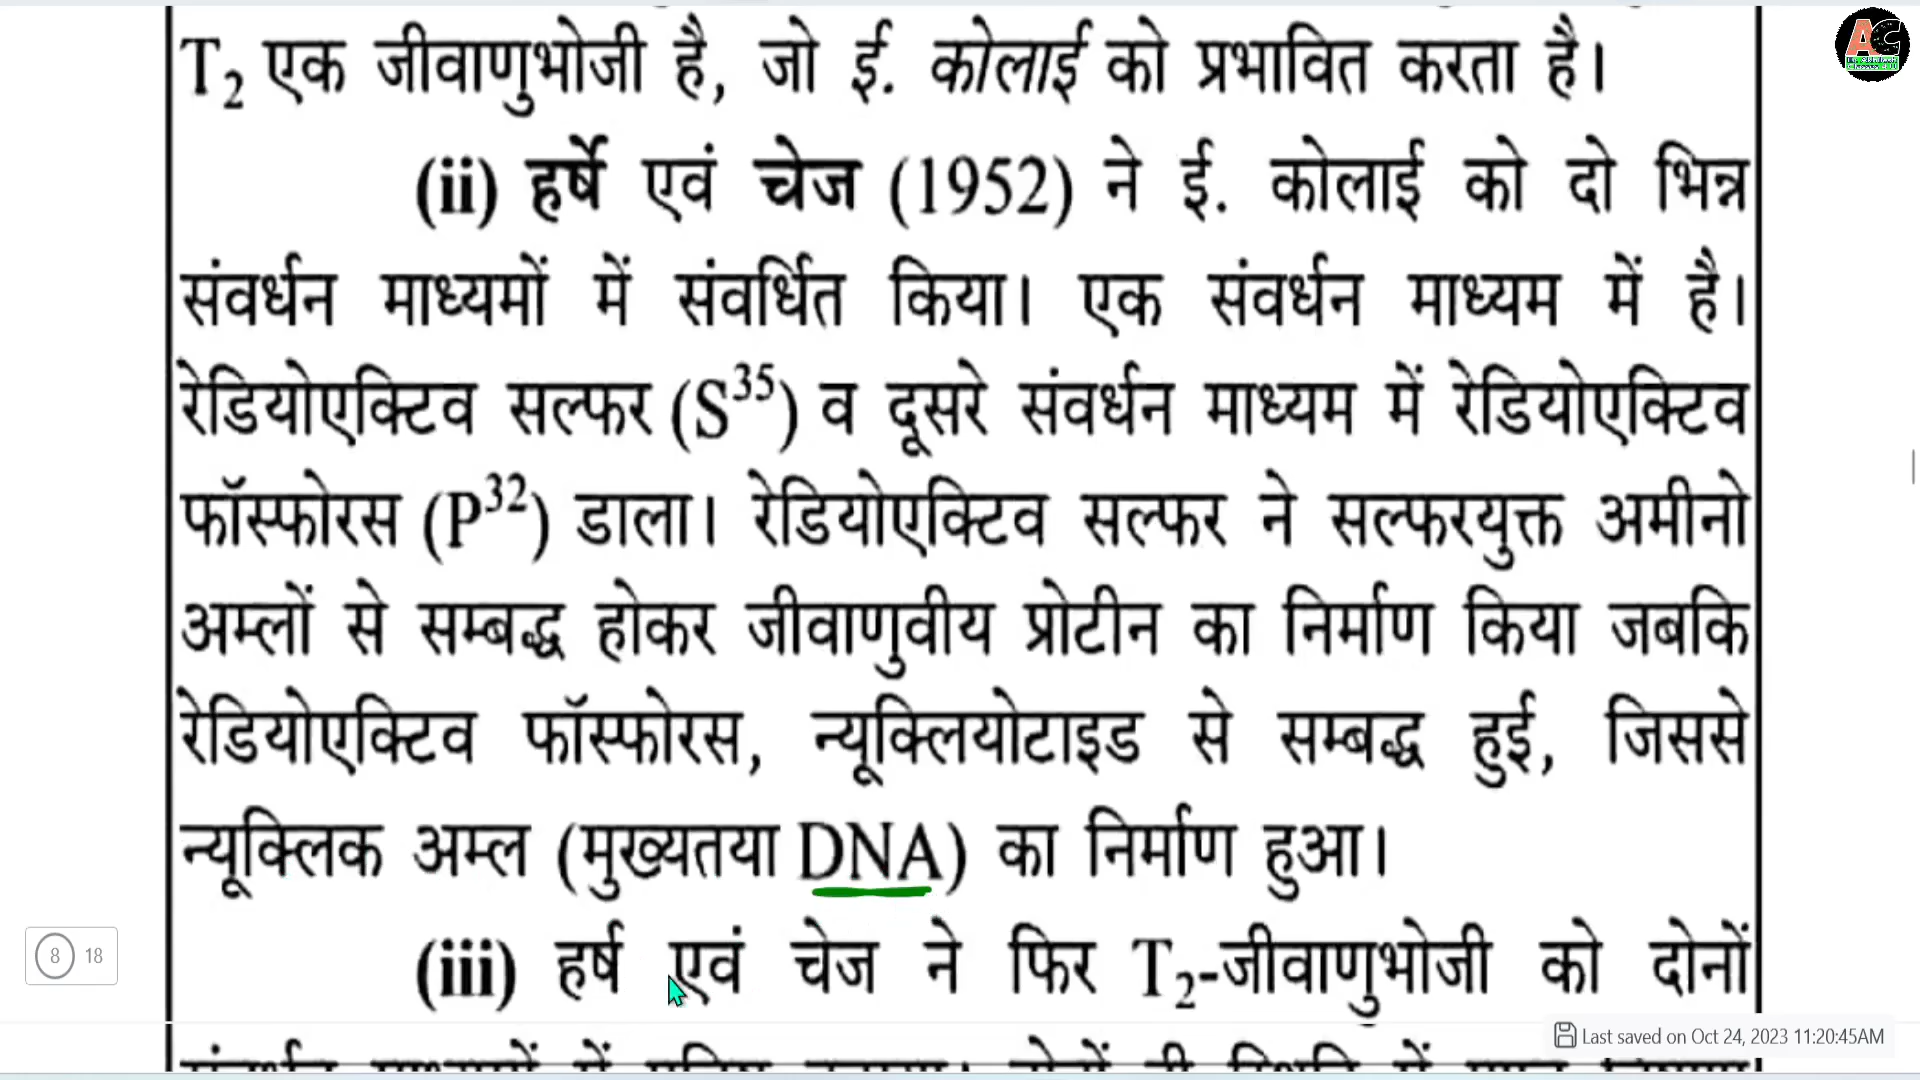 T₂ एक जीवाणुभोजी है, जो ई. कोलाई को प्रभावित करता है।
(ii) हर्षे एवं चेज (1952) ने ई. कोलाई को दो भिन्न
संवर्धन माध्यमों में संवर्धित किया। एक संवर्धन माध्यम में है।
रेडियोएक्टिव सल्फर (S³⁵) व दूसरे संवर्धन माध्यम में रेडियोएक्टिव
फॉस्फोरस (P³²) डाला। रेडियोएक्टिव सल्फर ने सल्फरयुक्त अमीनो
अम्लों से सम्बद्ध होकर जीवाणुवीय प्रोटीन का निर्माण किया जबकि
रेडियोएक्टिव फॉस्फोरस, न्यूक्लियोटाइड से सम्बद्ध हुई, जिससे
न्यूक्लिक अम्ल (मुख्यतया DNA) का निर्माण हुआ।
(iii) हर्ष एवं चेज ने फिर T₂-जीवाणुभोजी को दोनों
8 18
Last saved on Oct 24, 2023 11:20:45AM
AC